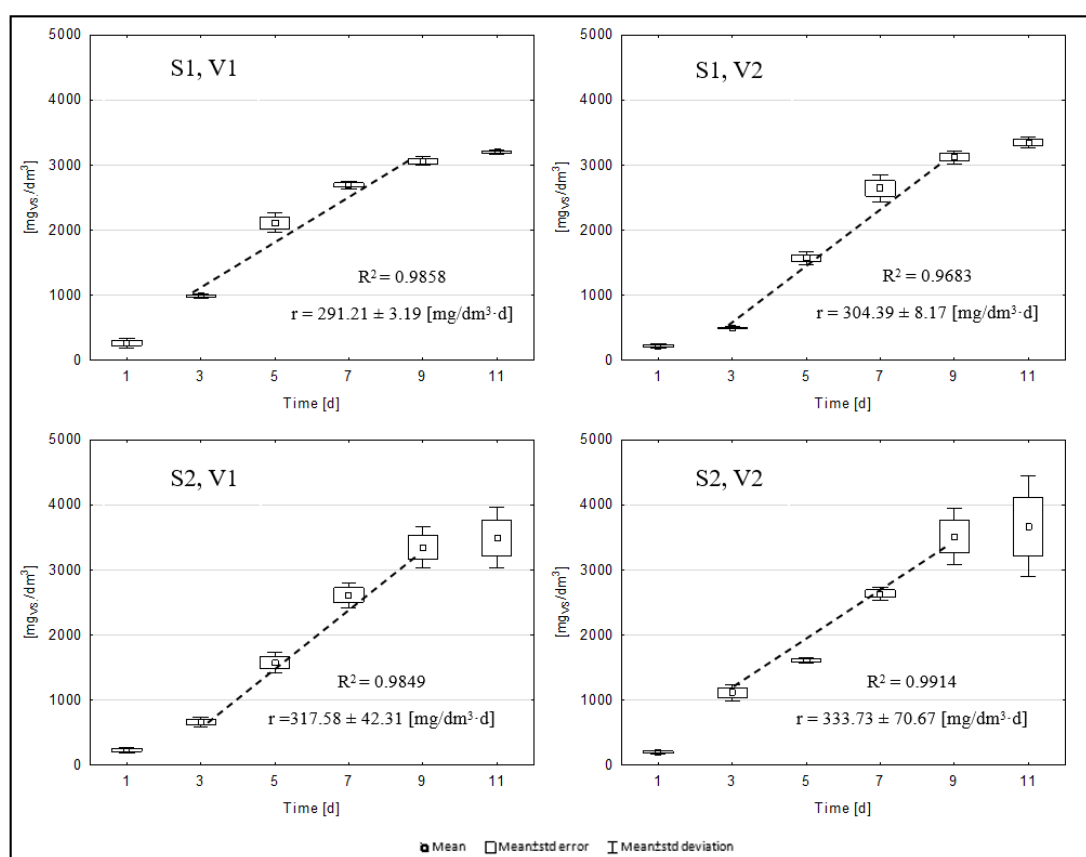 S1, V1
5000
4000
3000
2000
1000
0
[mgVS./dm³]
R² = 0.9858
r = 291.21 ± 3.19 [mg/dm³·d]
1 3 5 7 9 11
Time [d]
S1, V2
5000
4000
3000
2000
1000
0
[mgVS./dm³]
R² = 0.9683
r = 304.39 ± 8.17 [mg/dm³·d]
1 3 5 7 9 11
Time [d]
S2, V1
5000
4000
3000
2000
1000
0
[mgVS./dm³]
R² = 0.9849
r =317.58 ± 42.31 [mg/dm³·d]
1 3 5 7 9 11
Time [d]
S2, V2
5000
4000
3000
2000
1000
0
[mgVS./dm³]
R² = 0.9914
r = 333.73 ± 70.67 [mg/dm³·d]
1 3 5 7 9 11
Time [d]
Mean Mean±std error Mean±std deviation